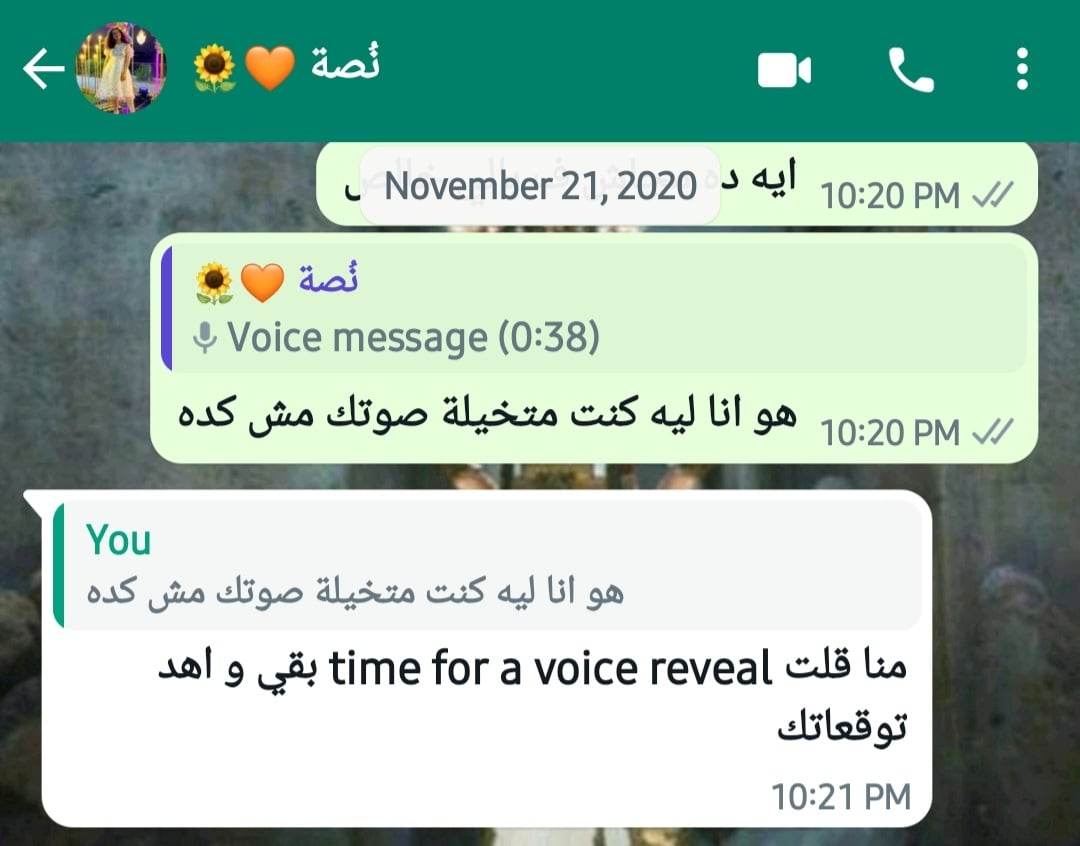 نُصة 🧡🌻
November 21, 2020
ايه ده
10:20 PM
نُصة 🧡🌻
Voice message (0:38)
هو انا ليه كنت متخيلة صوتك مش كده
10:20 PM
You
هو انا ليه كنت متخيلة صوتك مش كده
منا قلت time for a voice reveal بقي و اهد
توقعاتك
10:21 PM